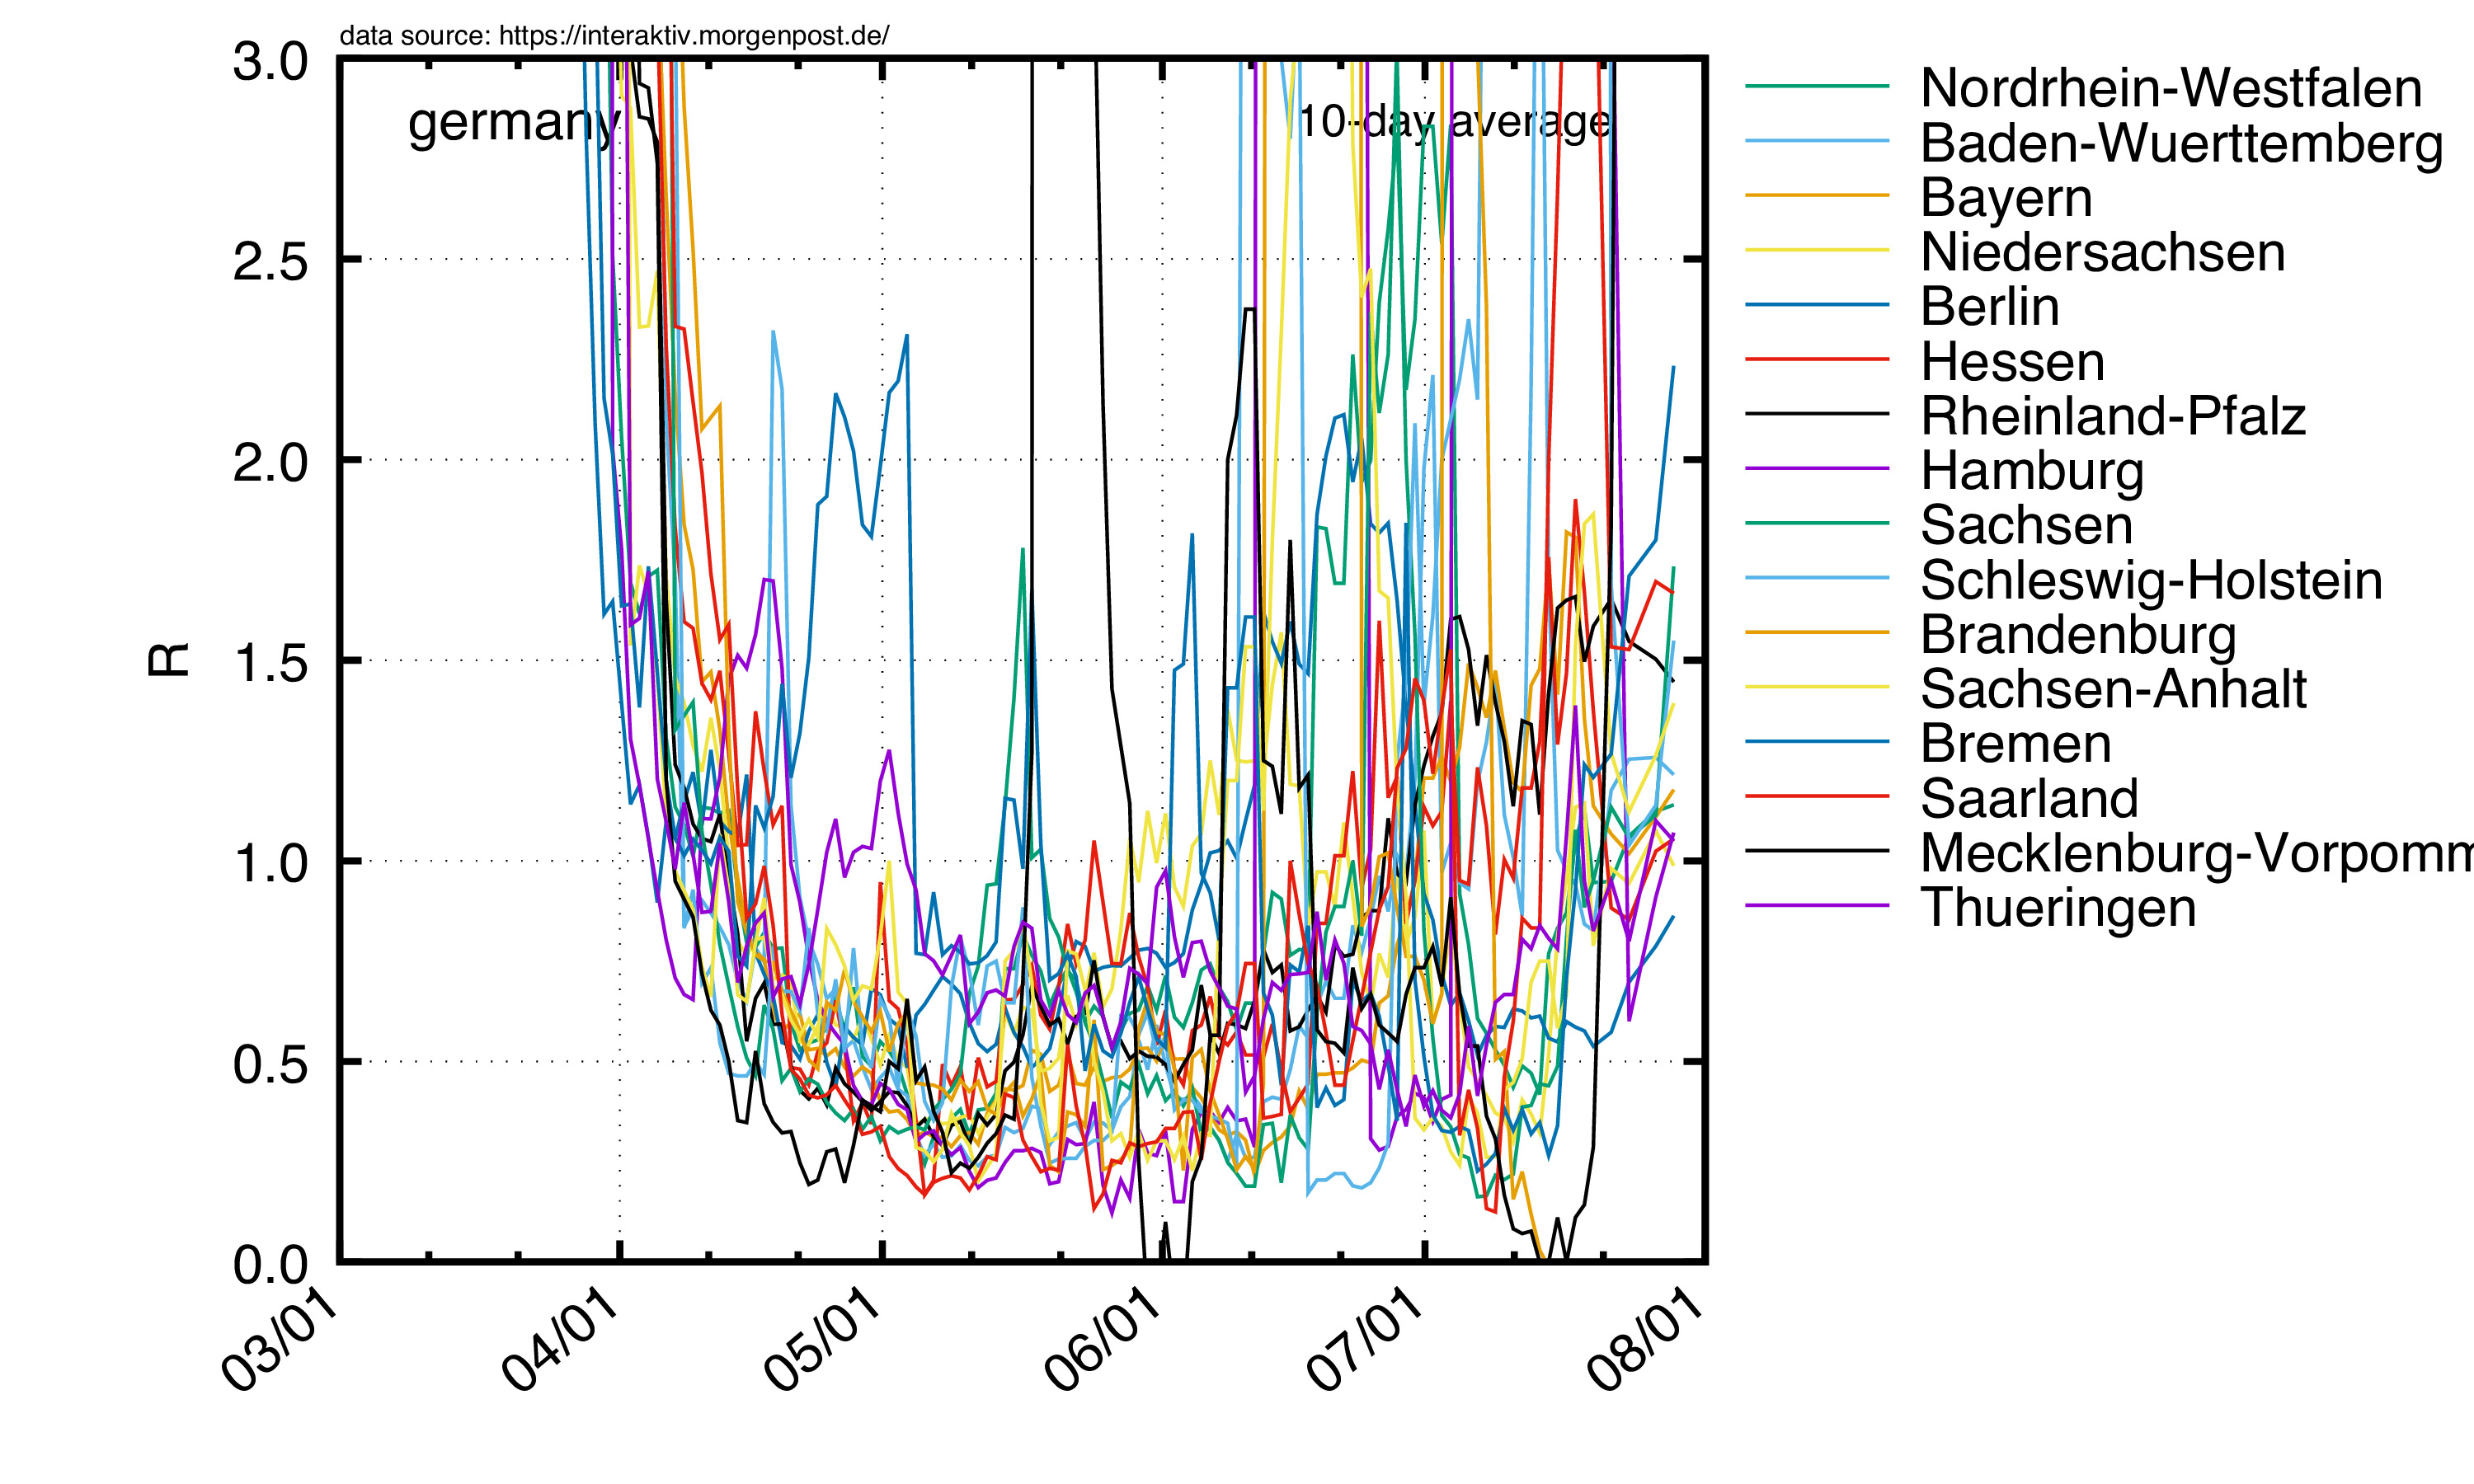 data source: https://interaktiv.morgenpost.de/
germany
10-day average
R
3.0
2.5
2.0
1.5
1.0
0.5
0.0
03/01
04/01
05/01
06/01
07/01
08/01
Nordrhein-Westfalen
Baden-Wuerttemberg
Bayern
Niedersachsen
Berlin
Hessen
Rheinland-Pfalz
Hamburg
Sachsen
Schleswig-Holstein
Brandenburg
Sachsen-Anhalt
Bremen
Saarland
Mecklenburg-Vorpomm
Thueringen